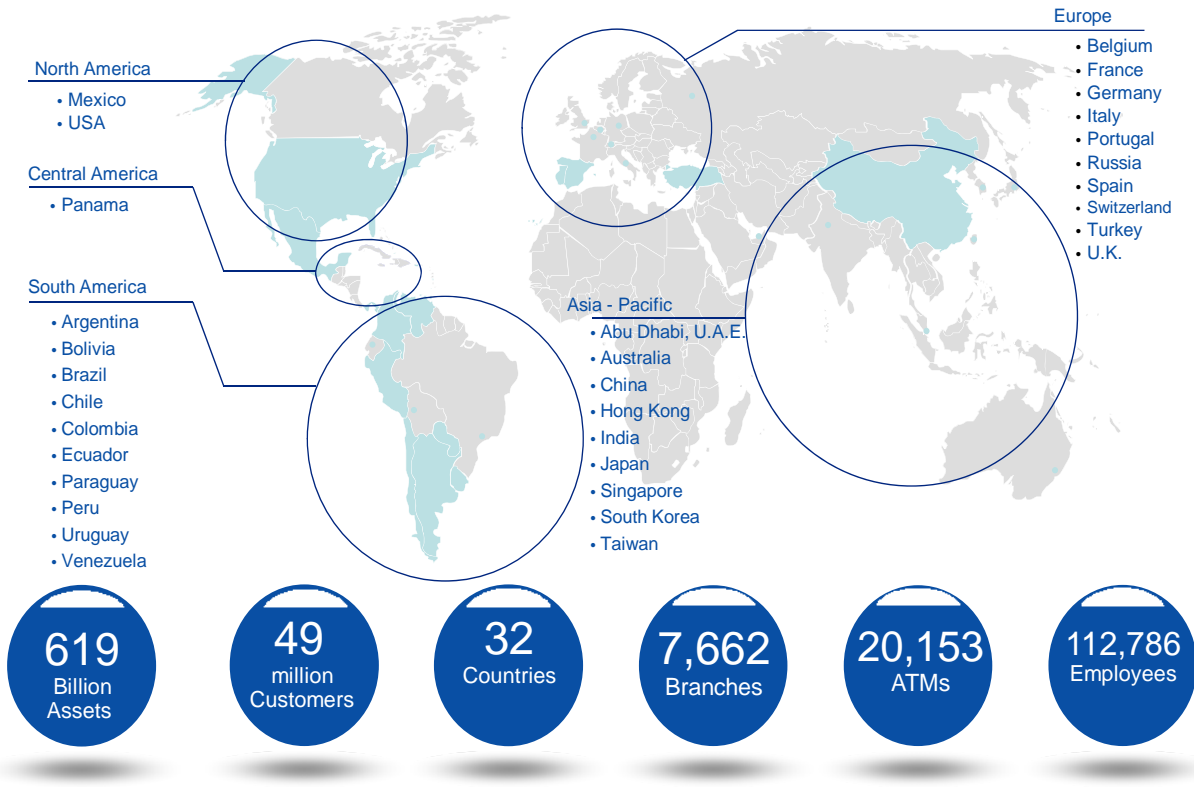 North America
• Mexico
• USA
Central America
• Panama
South America
• Argentina
• Bolivia
• Brazil
• Chile
• Colombia
• Ecuador
• Paraguay
• Peru
• Uruguay
• Venezuela
Europe
• Belgium
• France
• Germany
• Italy
• Portugal
• Russia
• Spain
• Switzerland
• Turkey
• U.K.
Asia - Pacific
• Abu Dhabi, U.A.E.
• Australia
• China
• Hong Kong
• India
• Japan
• Singapore
• South Korea
• Taiwan
619
Billion
Assets
49
million
Customers
32
Countries
7,662
Branches
20,153
ATMs
112,786
Employees